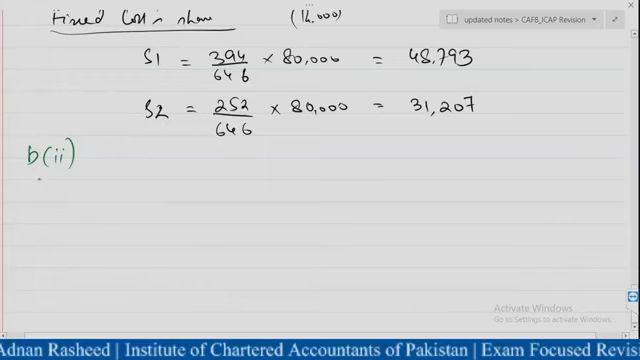 Fixed Cost's share (16.000)
updated notes > CAF8_ICAP Revision
S1 = 394/646 × 80,000 = 48,793
S2 = 252/646 × 80,000 = 31,207
b(ii)
Activate Windows
Go to Settings to activate Windows.
Adnan Rasheed | Institute of Chartered Accountants of Pakistan | Exam Focused Revis